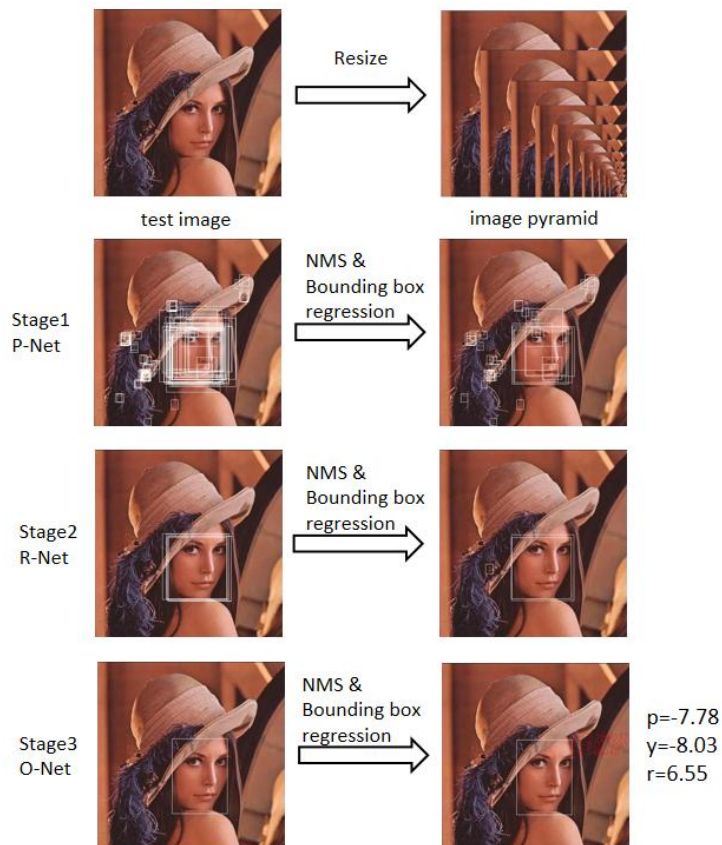 Resize
test image
image pyramid
Stage1
P-Net
NMS &
Bounding box
regression
Stage2
R-Net
NMS &
Bounding box
regression
Stage3
O-Net
NMS &
Bounding box
regression
p=-7.78
y=-8.03
r=6.55